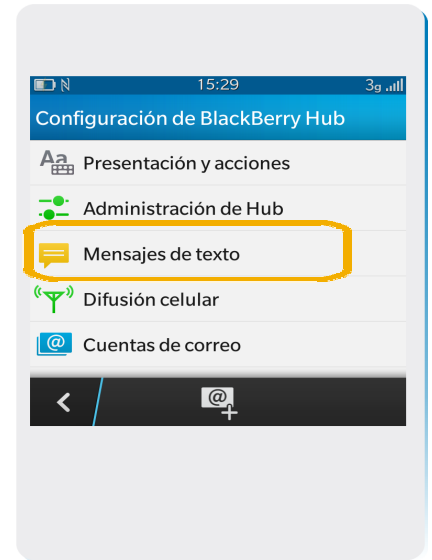 15:29
3g
Configuración de BlackBerry Hub
Aa Presentación y acciones
Administración de Hub
Mensajes de texto
Difusión celular
@ Cuentas de correo
@